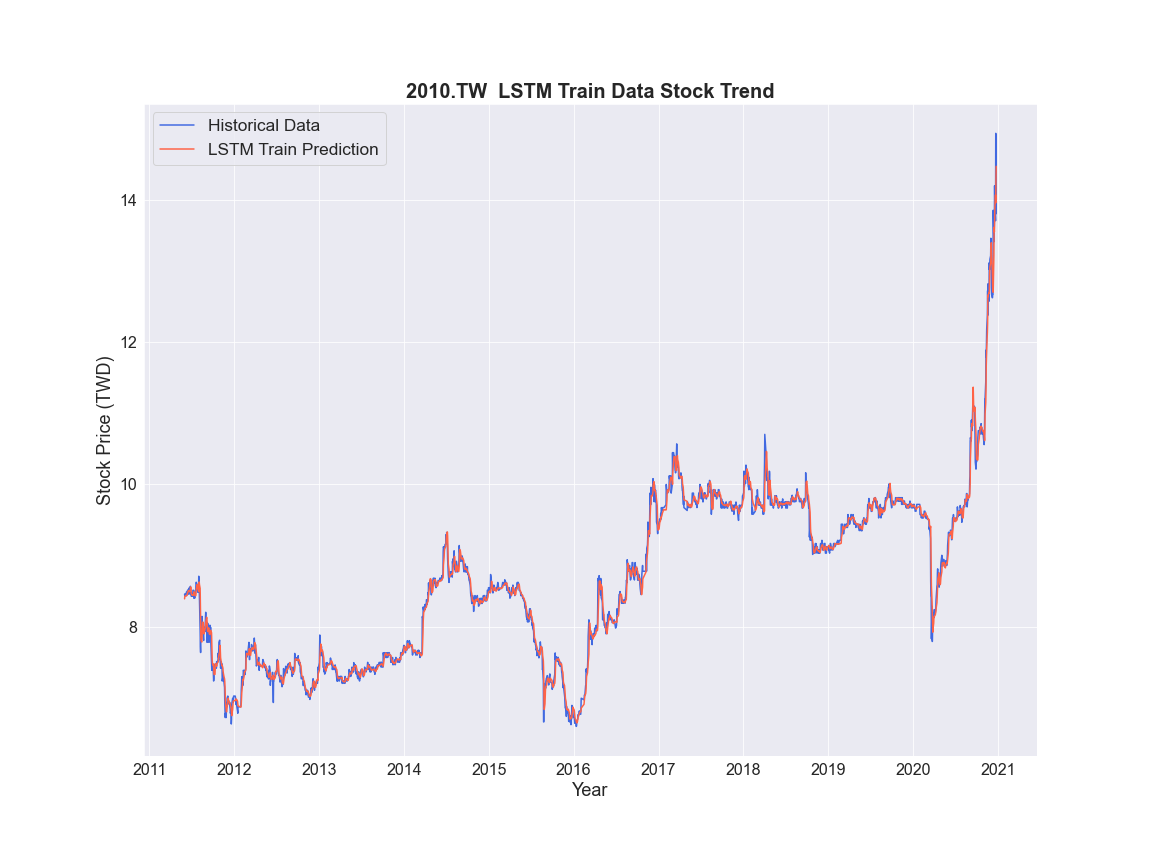 2010.TW  LSTM Train Data Stock Trend
Historical Data
LSTM Train Prediction
Stock Price (TWD)
14
12
10
8
2011 2012 2013 2014 2015 2016 2017 2018 2019 2020 2021
Year